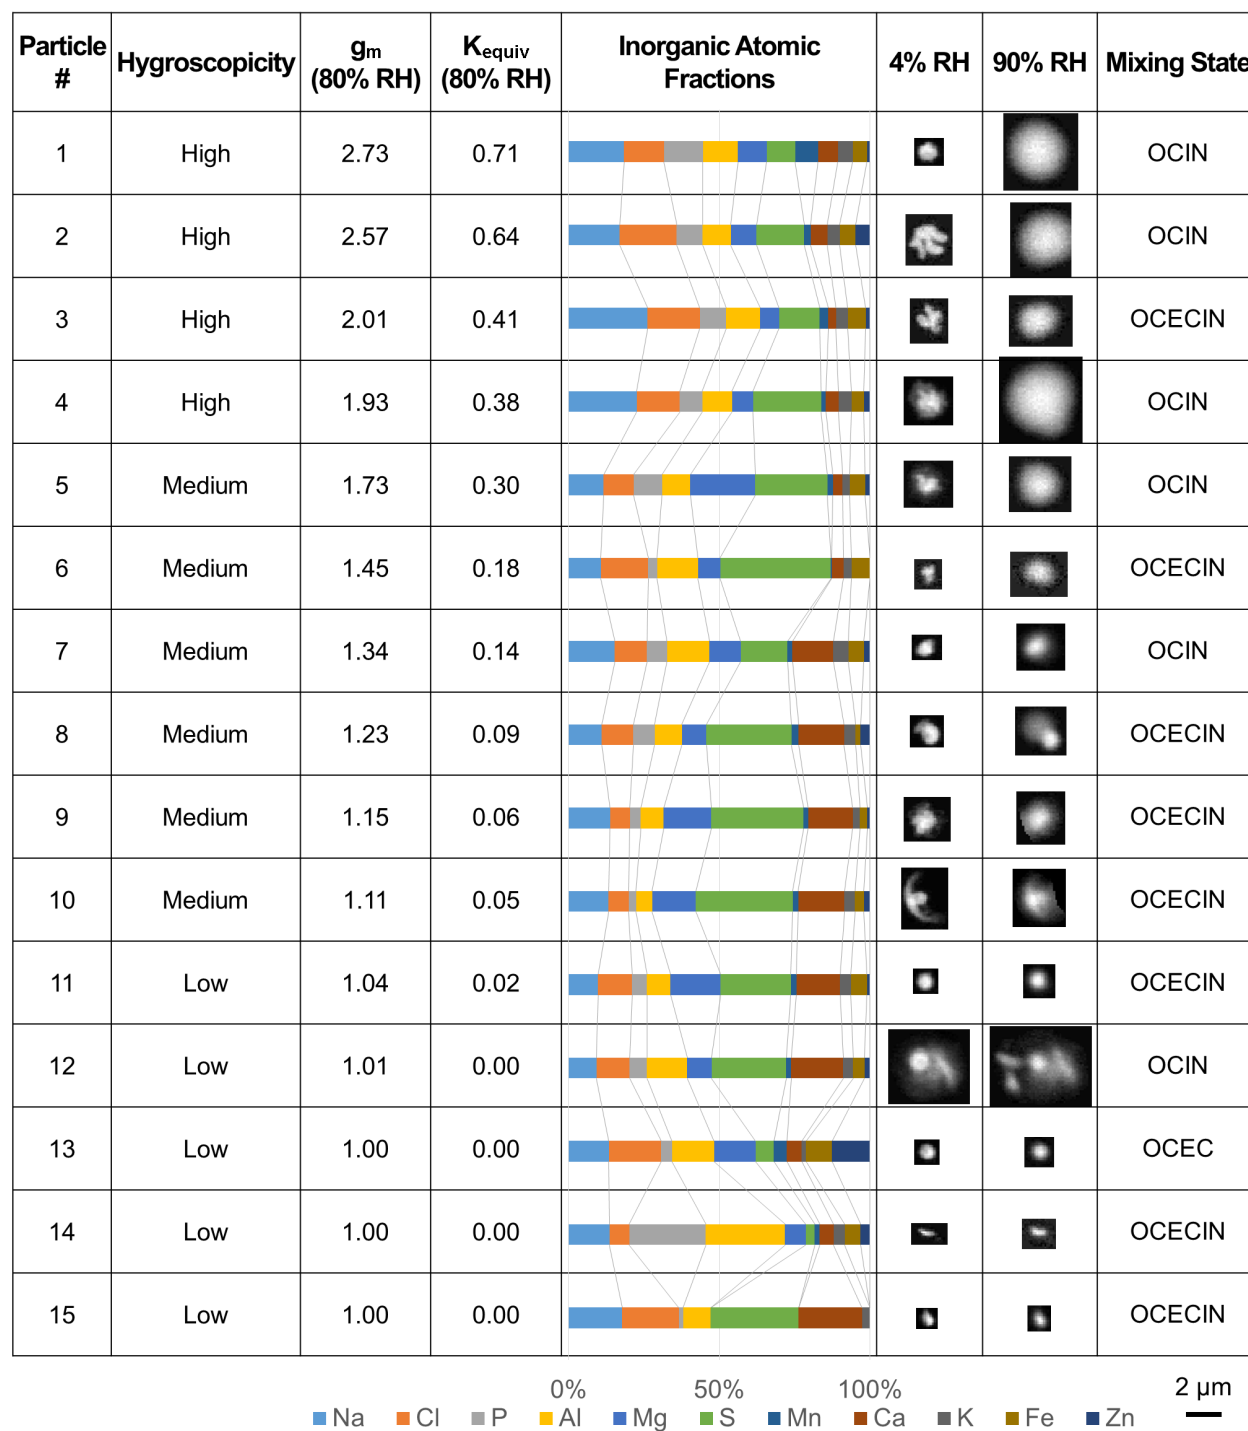 Particle # Hygroscopicity gm (80% RH) Kequiv (80% RH) Inorganic Atomic Fractions 4% RH 90% RH Mixing State
1 High 2.73 0.71 OCIN
2 High 2.57 0.64 OCIN
3 High 2.01 0.41 OCECIN
4 High 1.93 0.38 OCIN
5 Medium 1.73 0.30 OCIN
6 Medium 1.45 0.18 OCECIN
7 Medium 1.34 0.14 OCIN
8 Medium 1.23 0.09 OCECIN
9 Medium 1.15 0.06 OCECIN
10 Medium 1.11 0.05 OCECIN
11 Low 1.04 0.02 OCECIN
12 Low 1.01 0.00 OCIN
13 Low 1.00 0.00 OCEC
14 Low 1.00 0.00 OCECIN
15 Low 1.00 0.00 OCECIN
0% 50% 100% 2 µm
Na Cl P Al Mg S Mn Ca K Fe Zn